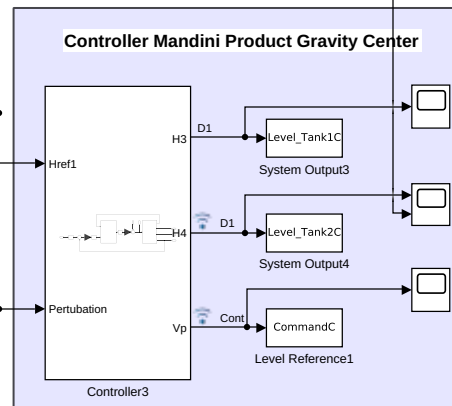 Controller Mandini Product Gravity Center
Href1
Pertubation
H3
H4
Vp
Controller3
D1
Level_Tank1C
System Output3
D1
Level_Tank2C
System Output4
Cont
CommandC
Level Reference1